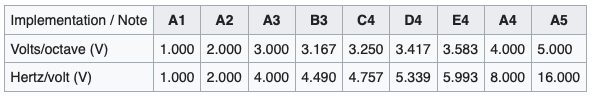 Implementation / Note A1 A2 A3 B3 C4 D4 E4 A4 A5
Volts/octave (V) 1.000 2.000 3.000 3.167 3.250 3.417 3.583 4.000 5.000
Hertz/volt (V) 1.000 2.000 4.000 4.490 4.757 5.339 5.993 8.000 16.000